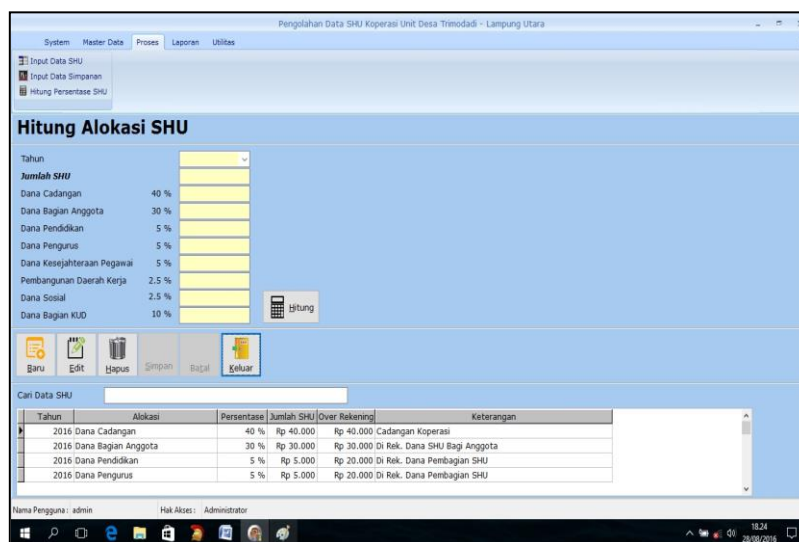 Pengolahan Data SHU Koperasi Unit Desa Trimodadi - Lampung Utara
System Master Data Proses Laporan Utilitas
Input Data SHU
Input Data Simpanan
Hitung Persentase SHU
Hitung Alokasi SHU
Tahun
Jumlah SHU
Dana Cadangan 40 %
Dana Bagian Anggota 30 %
Dana Pendidikan 5 %
Dana Pengurus 5 %
Dana Kesejahteraan Pegawai 5 %
Pembangunan Daerah Kerja 2.5 %
Dana Sosial 2.5 %
Dana Bagian KUD 10 %
Hitung
Baru Edit Hapus Simpan Batal Keluar
Cari Data SHU
Tahun Alokasi Persentase Jumlah SHU Over Rekening Keterangan
2016 Dana Cadangan 40 % Rp 40.000 Rp 40.000 Cadangan Koperasi
2016 Dana Bagian Anggota 30 % Rp 30.000 Rp 30.000 Di Rek. Dana SHU Bagi Anggota
2016 Dana Pendidikan 5 % Rp 5.000 Rp 20.000 Di Rek. Dana Pembagian SHU
2016 Dana Pengurus 5 % Rp 5.000 Rp 20.000 Di Rek. Dana Pembagian SHU
Nama Pengguna : admin Hak Akses : Administrator
18.24
28/08/2016